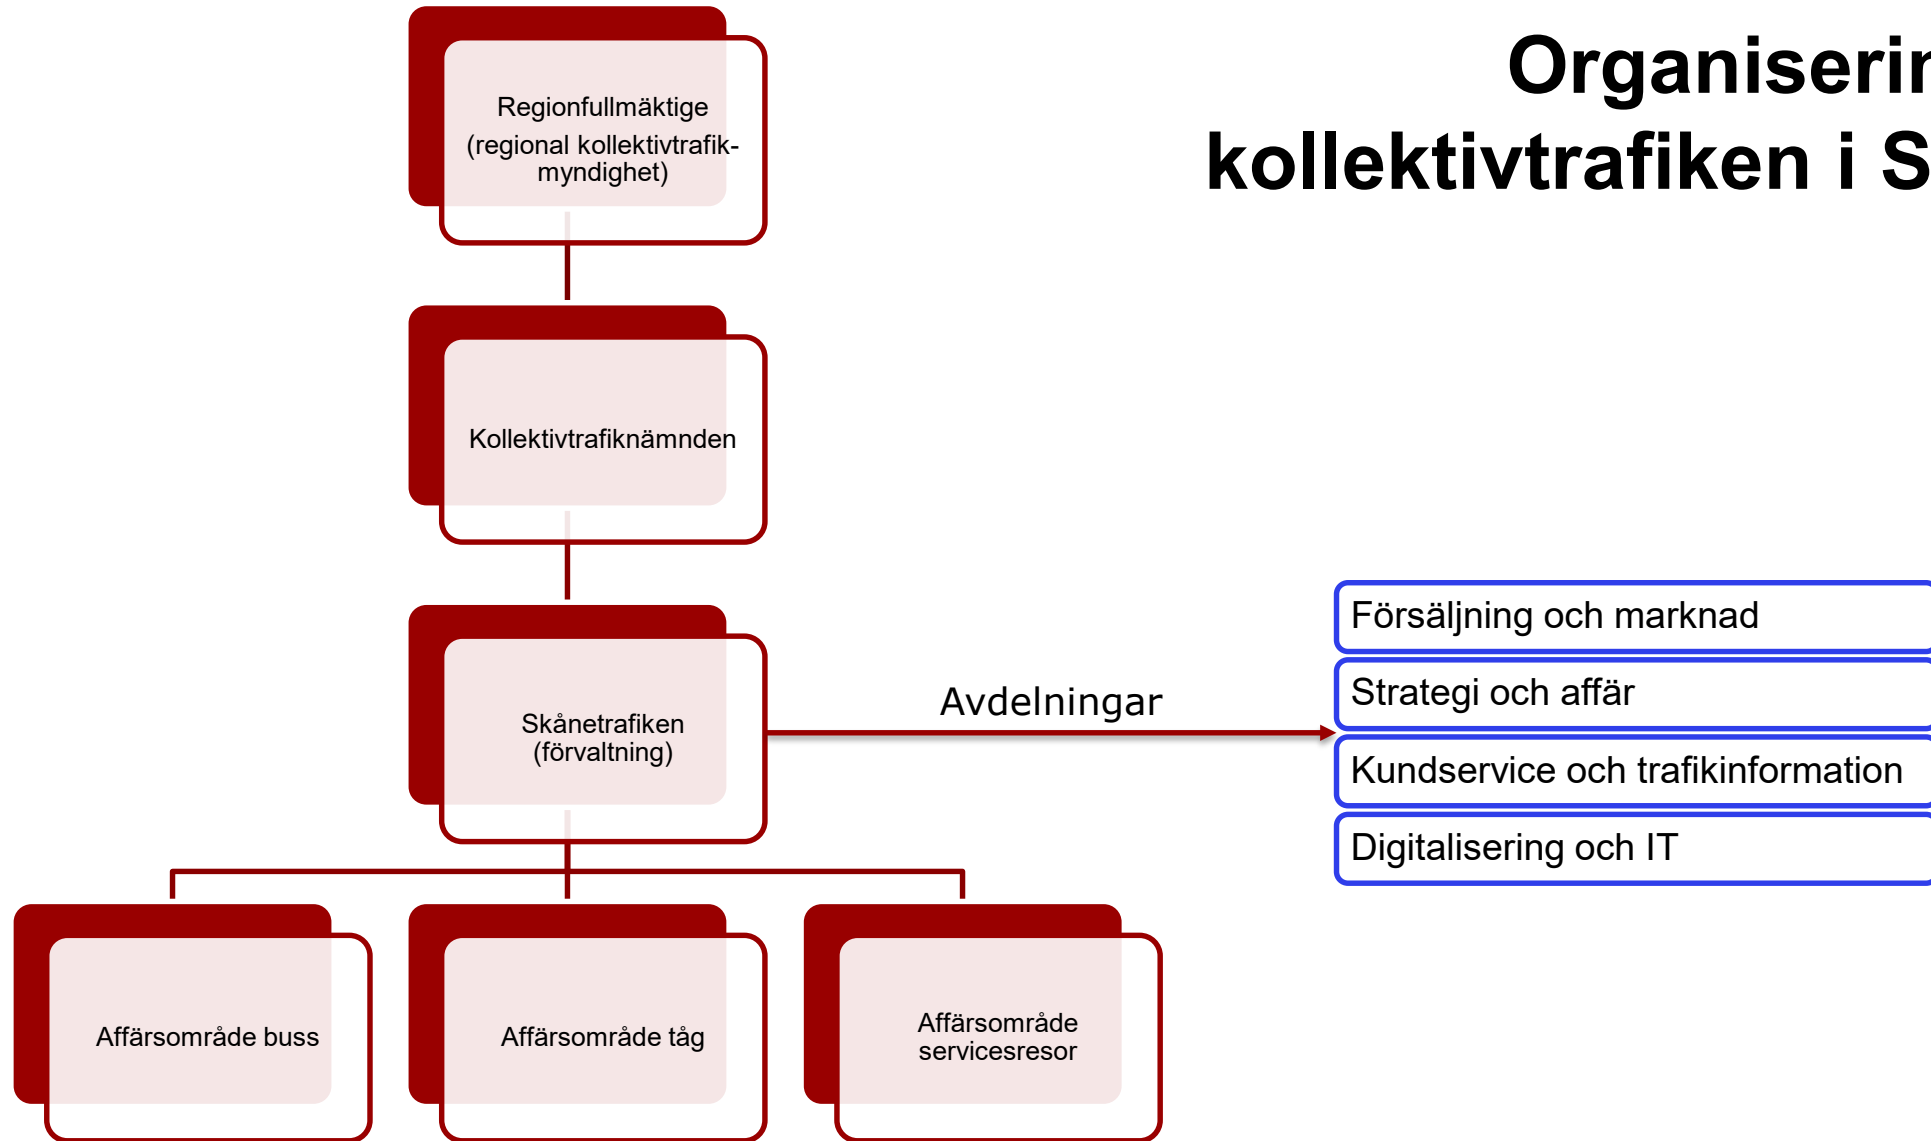 Organiserin
kollektivtrafiken i S
Regionfullmäktige
(regional kollektivtrafik-
myndighet)
Kollektivtrafiknämnden
Skånetrafiken
(förvaltning)
Avdelningar
Försäljning och marknad
Strategi och affär
Kundservice och trafikinformation
Digitalisering och IT
Affärsområde buss
Affärsområde tåg
Affärsområde
servicesresor